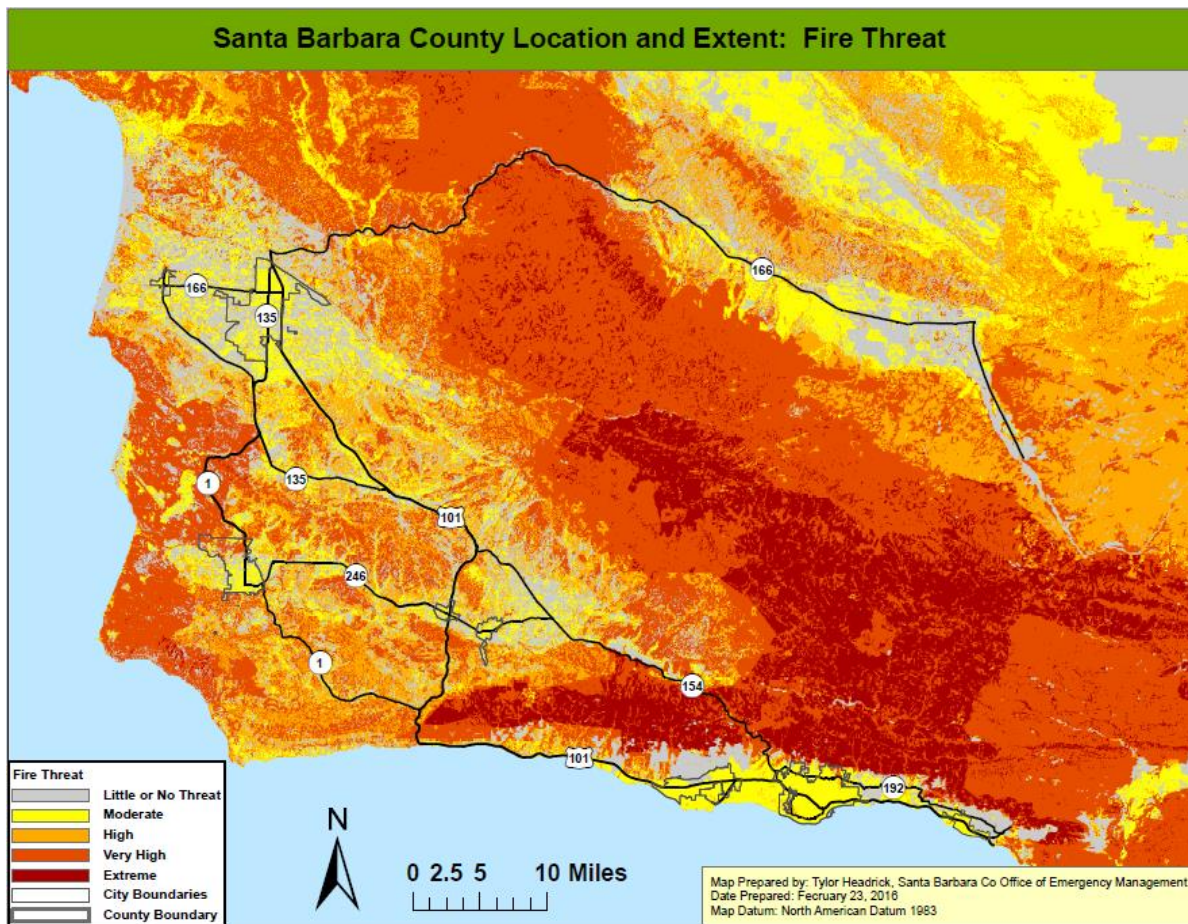 Santa Barbara County Location and Extent: Fire Threat
166
166
135
1
135
101
246
1
154
101
192
Fire Threat
Little or No Threat
Moderate
High
Very High
Extreme
City Boundaries
County Boundary
N
0 2.5 5 10 Miles
Map Prepared by: Tylor Headrick, Santa Barbara Co Office of Emergency Management
Date Prepared: Fecruary 23, 2016
Map Datum: North American Datum 1983